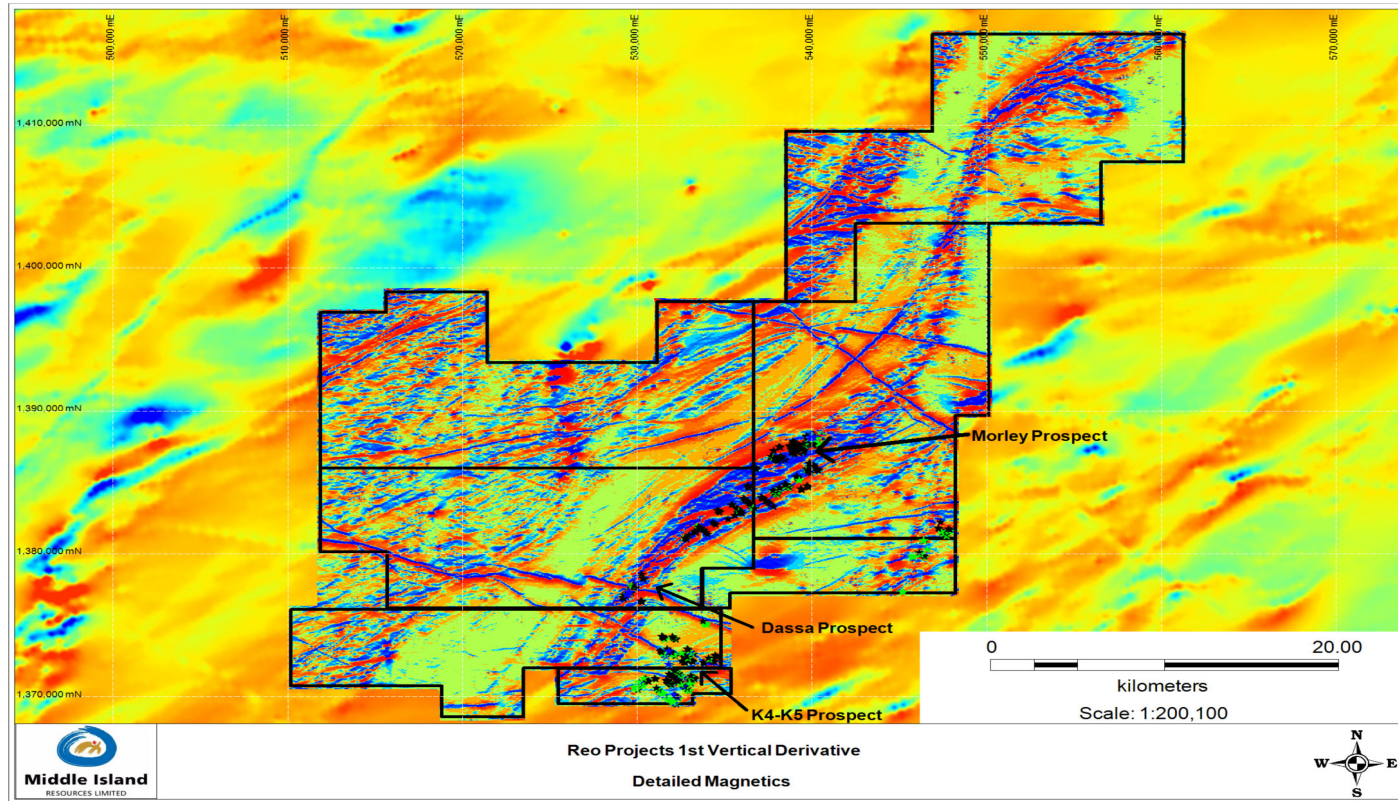 500,000 mE
510,000 mE
520,000 mE
530,000 mE
540,000 mE
550,000 mE
560,000 mE
570,000 mE
1,410,000 mN
1,400,000 mN
1,390,000 mN
1,380,000 mN
1,370,000 mN
Morley Prospect
Dassa Prospect
K4-K5 Prospect
0 20.00
kilometers
Scale: 1:200,100
Middle Island
RESOURCES LIMITED
Reo Projects 1st Vertical Derivative
Detailed Magnetics
N
W E
S